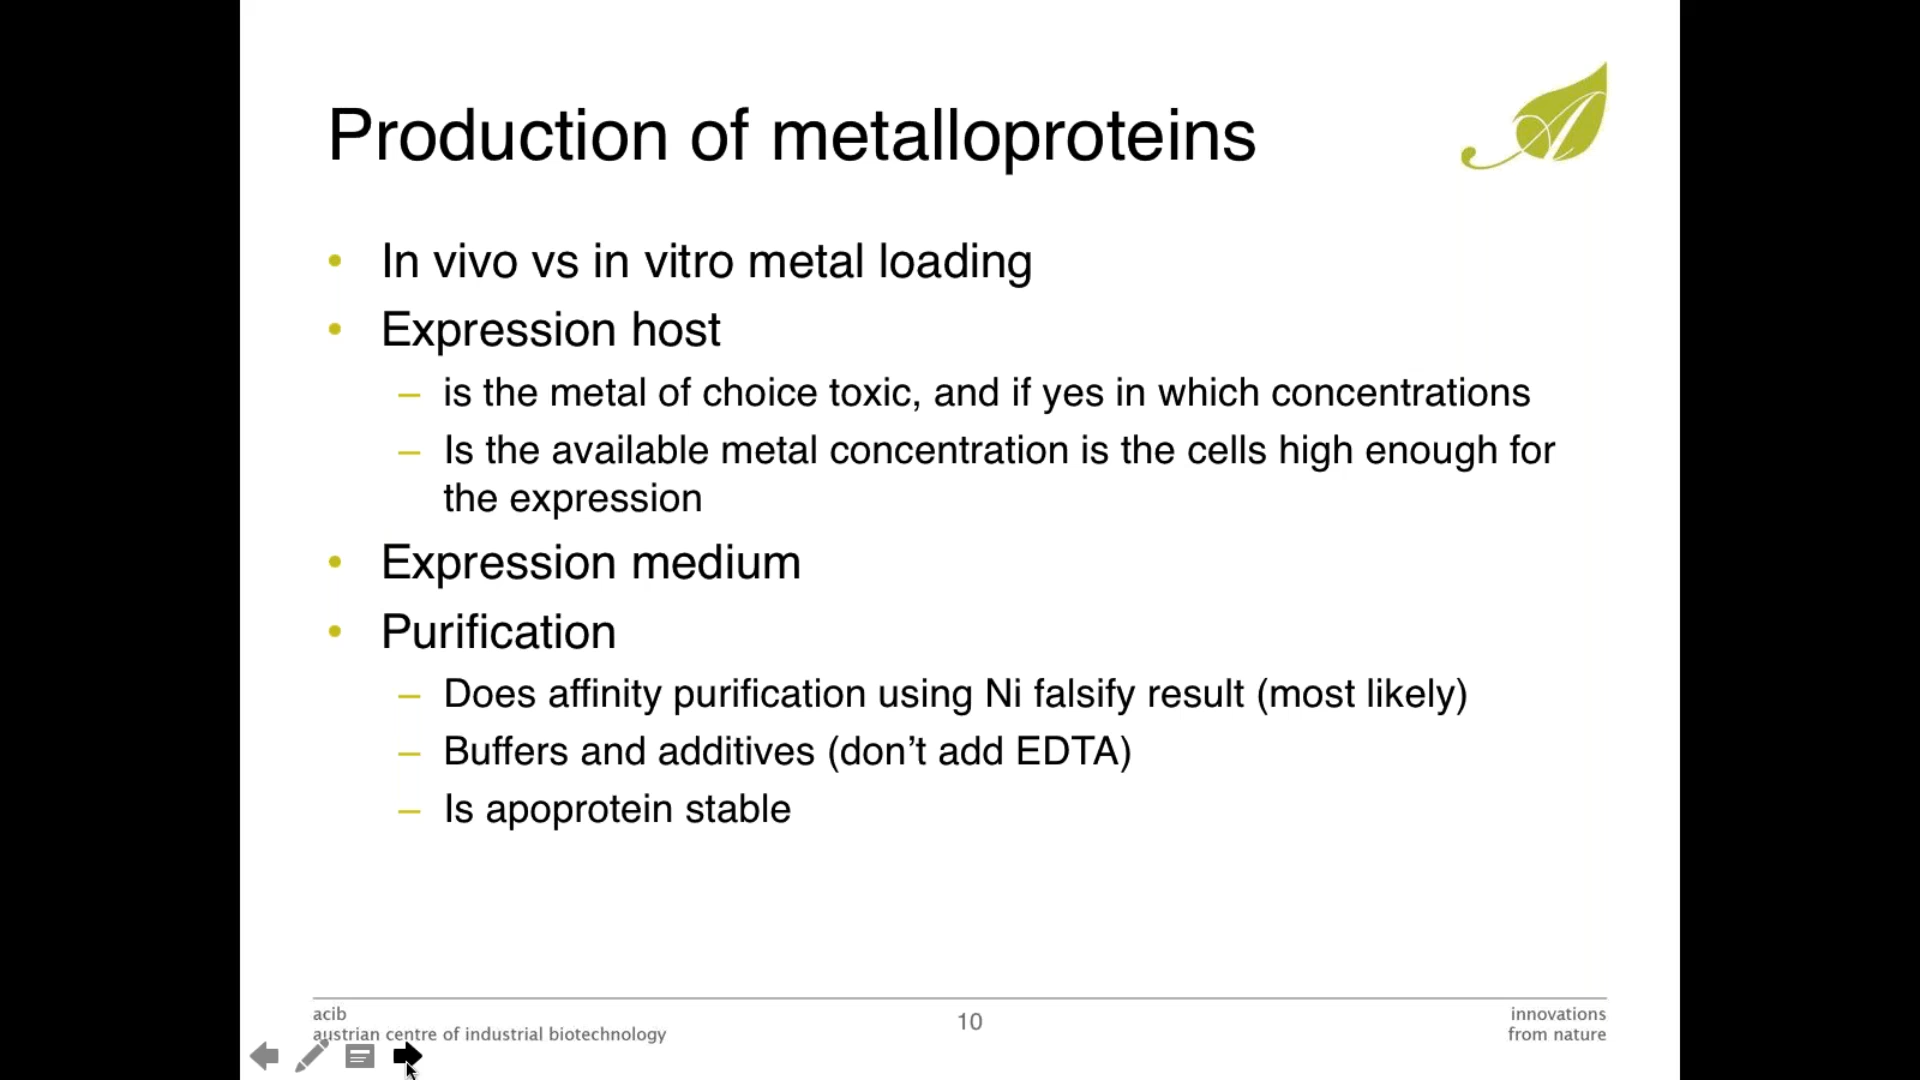 Production of metalloproteins
• In vivo vs in vitro metal loading
• Expression host
– is the metal of choice toxic, and if yes in which concentrations
– Is the available metal concentration is the cells high enough for
the expression
• Expression medium
• Purification
– Does affinity purification using Ni falsify result (most likely)
– Buffers and additives (don’t add EDTA)
– Is apoprotein stable
acib
austrian centre of industrial biotechnology
10
innovations
from nature